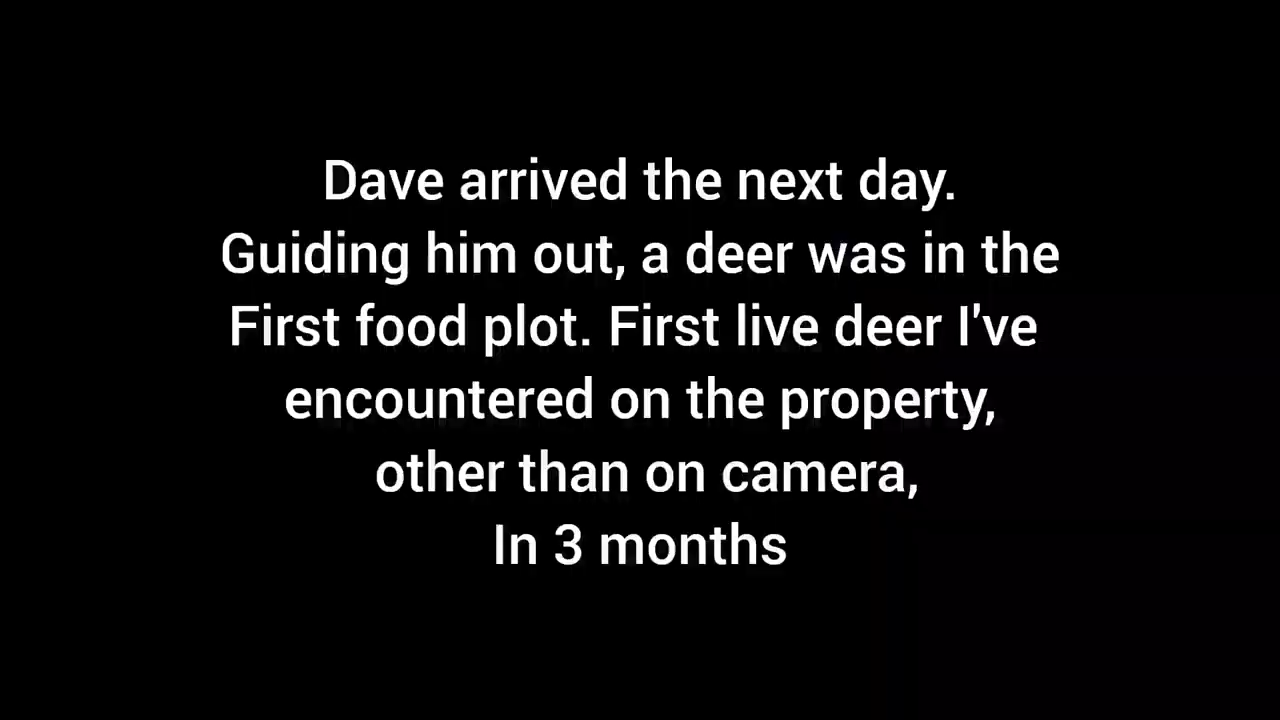 Dave arrived the next day.
Guiding him out, a deer was in the
First food plot. First live deer I've
encountered on the property,
other than on camera,
In 3 months